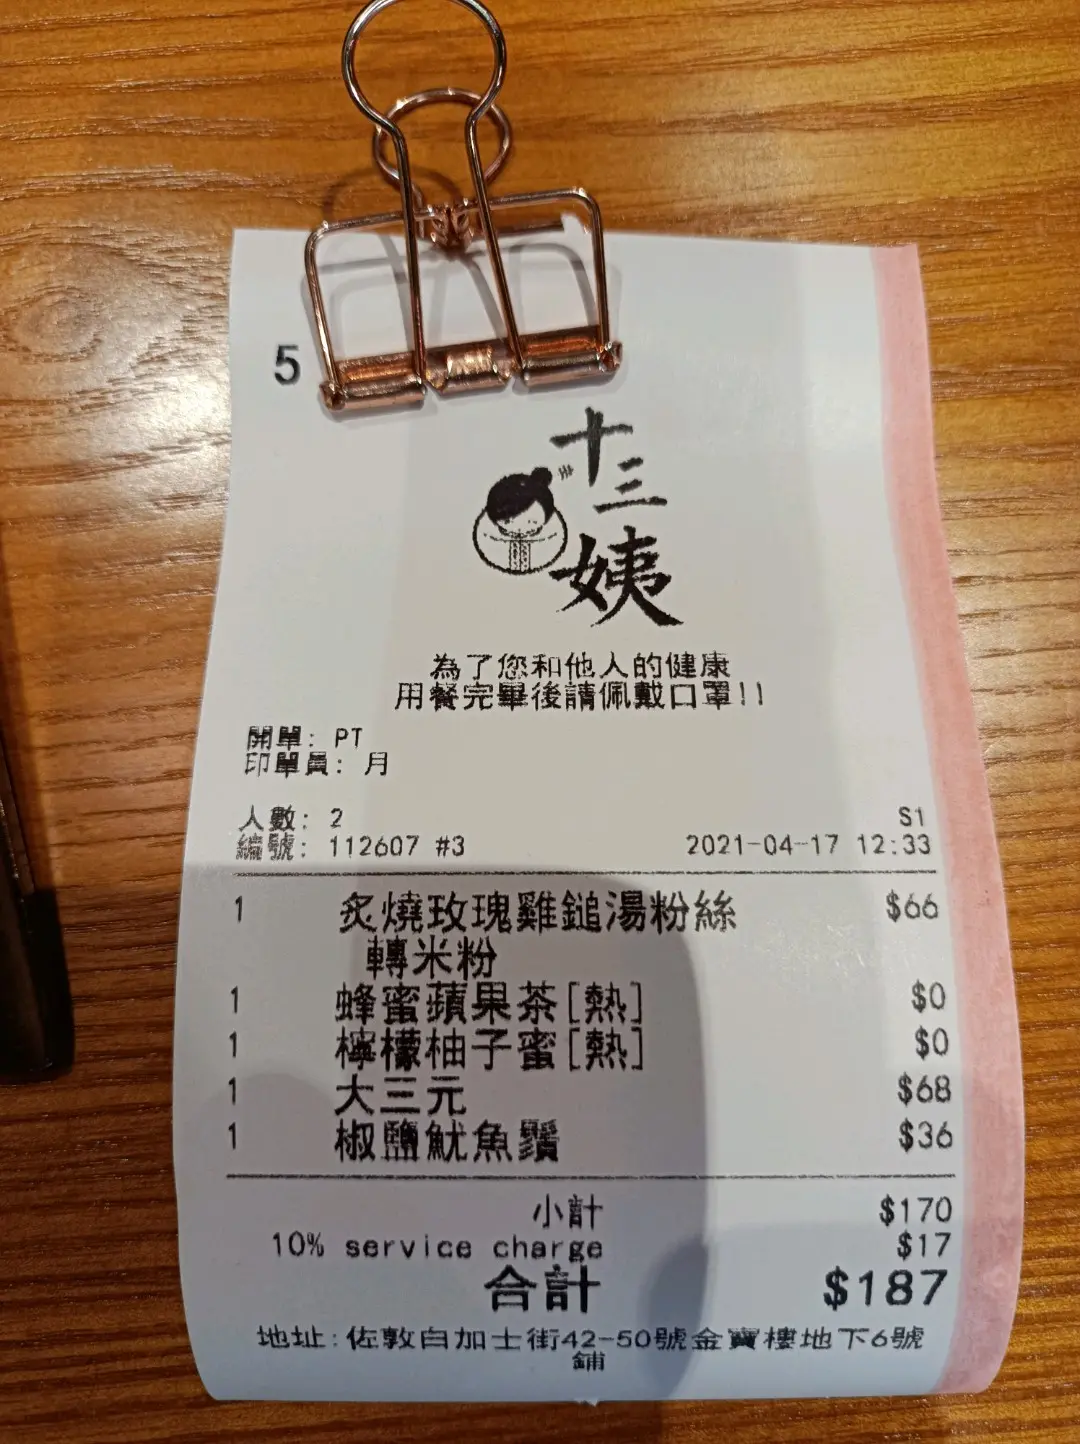 5
十三姨
為了您和他人的健康
用餐完畢後請佩戴口罩!!
開單: PT
印單員: 月
人數: 2 S1
編號: 112607 #3 2021-04-17 12:33
1 炙燒玫瑰雞鎚湯粉絲 $66
轉米粉
1 蜂蜜蘋果茶[熱] $0
1 檸檬柚子蜜[熱] $0
1 大三元 $68
1 椒鹽魷魚鬚 $36
小計 $170
10% service charge $17
合計 $187
地址:佐敦白加士街42-50號金寶樓地下6號
鋪